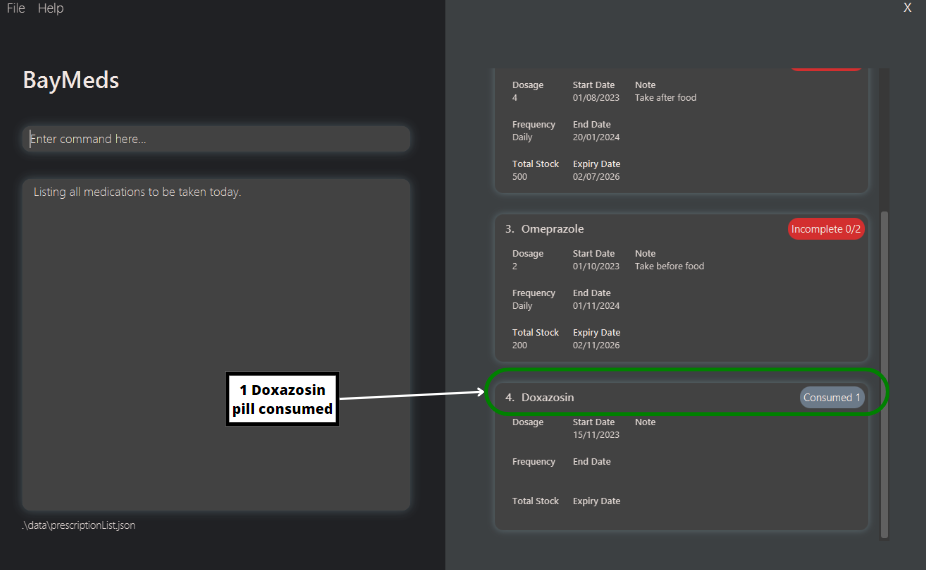 File Help
X
BayMeds
Enter command here...
Listing all medications to be taken today.
1 Doxazosin
pill consumed
.\data\prescriptionList.json
Dosage Start Date Note
4 01/08/2023 Take after food
Frequency End Date
Daily 20/01/2024
Total Stock Expiry Date
500 02/07/2026
3. Omeprazole Incomplete 0/2
Dosage Start Date Note
2 01/10/2023 Take before food
Frequency End Date
Daily 01/11/2024
Total Stock Expiry Date
200 02/11/2026
4. Doxazosin Consumed 1
Dosage Start Date Note
15/11/2023
Frequency End Date
Total Stock Expiry Date